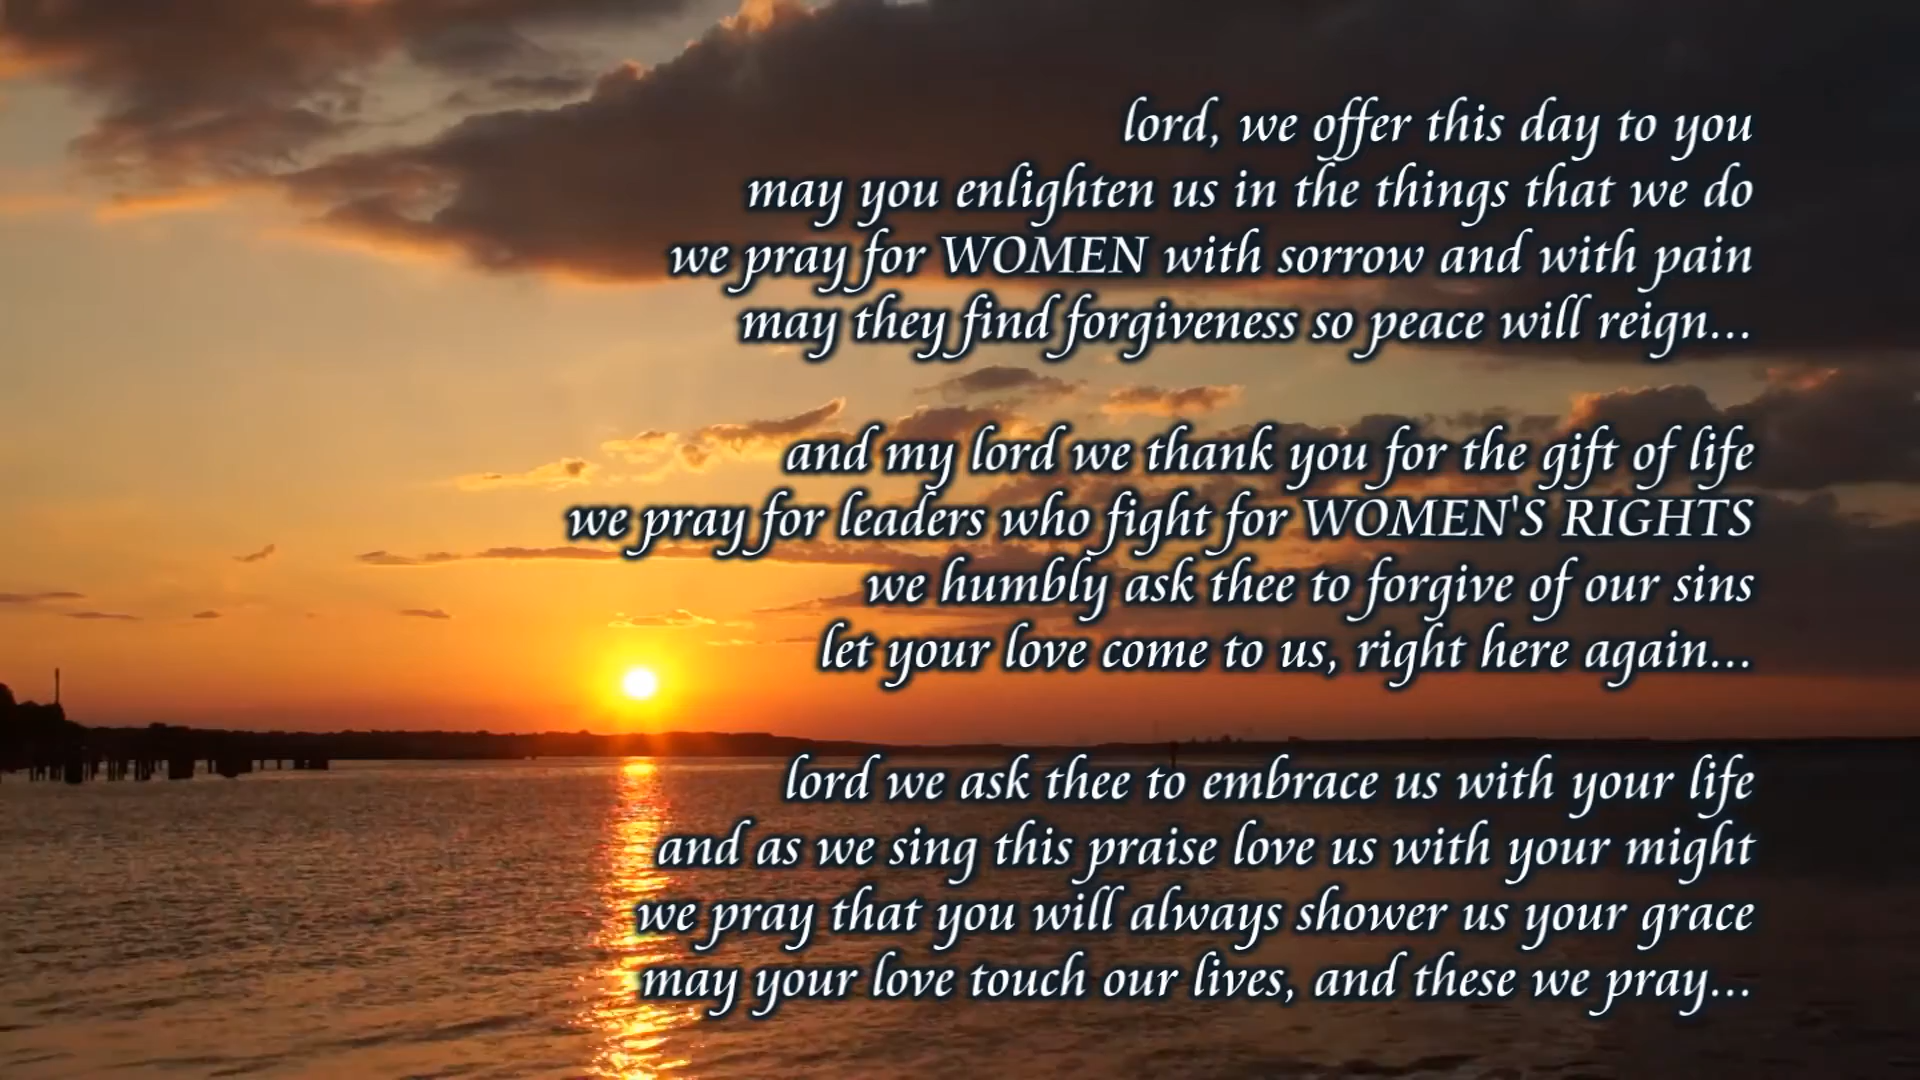 lord, we offer this day to you
may you enlighten us in the things that we do
we pray for WOMEN with sorrow and with pain
may they find forgiveness so peace will reign...
and my lord we thank you for the gift of life
we pray for leaders who fight for WOMEN'S RIGHTS
we humbly ask thee to forgive of our sins
let your love come to us, right here again...
lord we ask thee to embrace us with your life
and as we sing this praise love us with your might
we pray that you will always shower us your grace
may your love touch our lives, and these we pray...